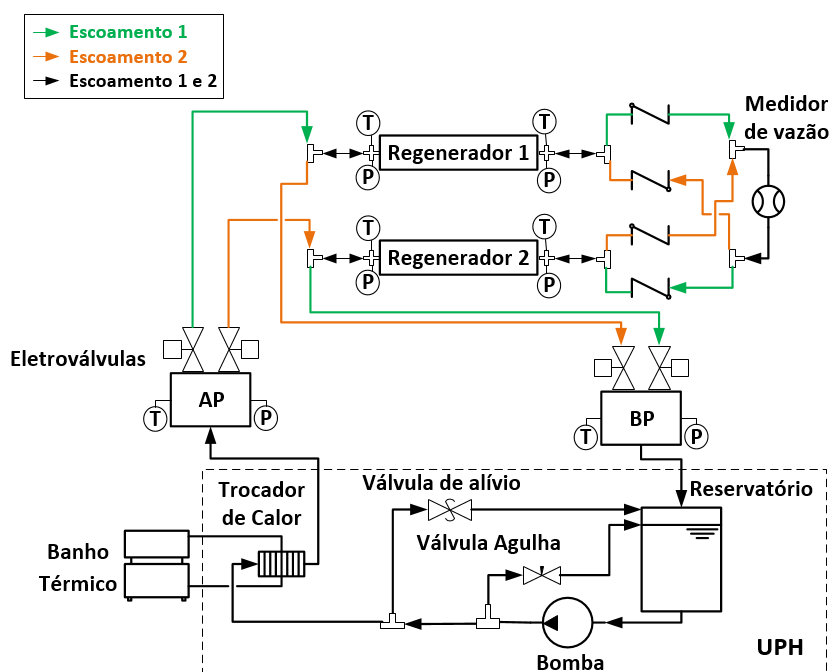 Escoamento 1
Escoamento 2
Escoamento 1 e 2
Medidor
de vazão
T
T
Regenerador 1
P
P
T
T
Regenerador 2
P
P
Eletroválvulas
AP
T
P
BP
T
P
Trocador
de Calor
Válvula de alívio
Reservatório
Válvula Agulha
Banho
Térmico
UPH
Bomba